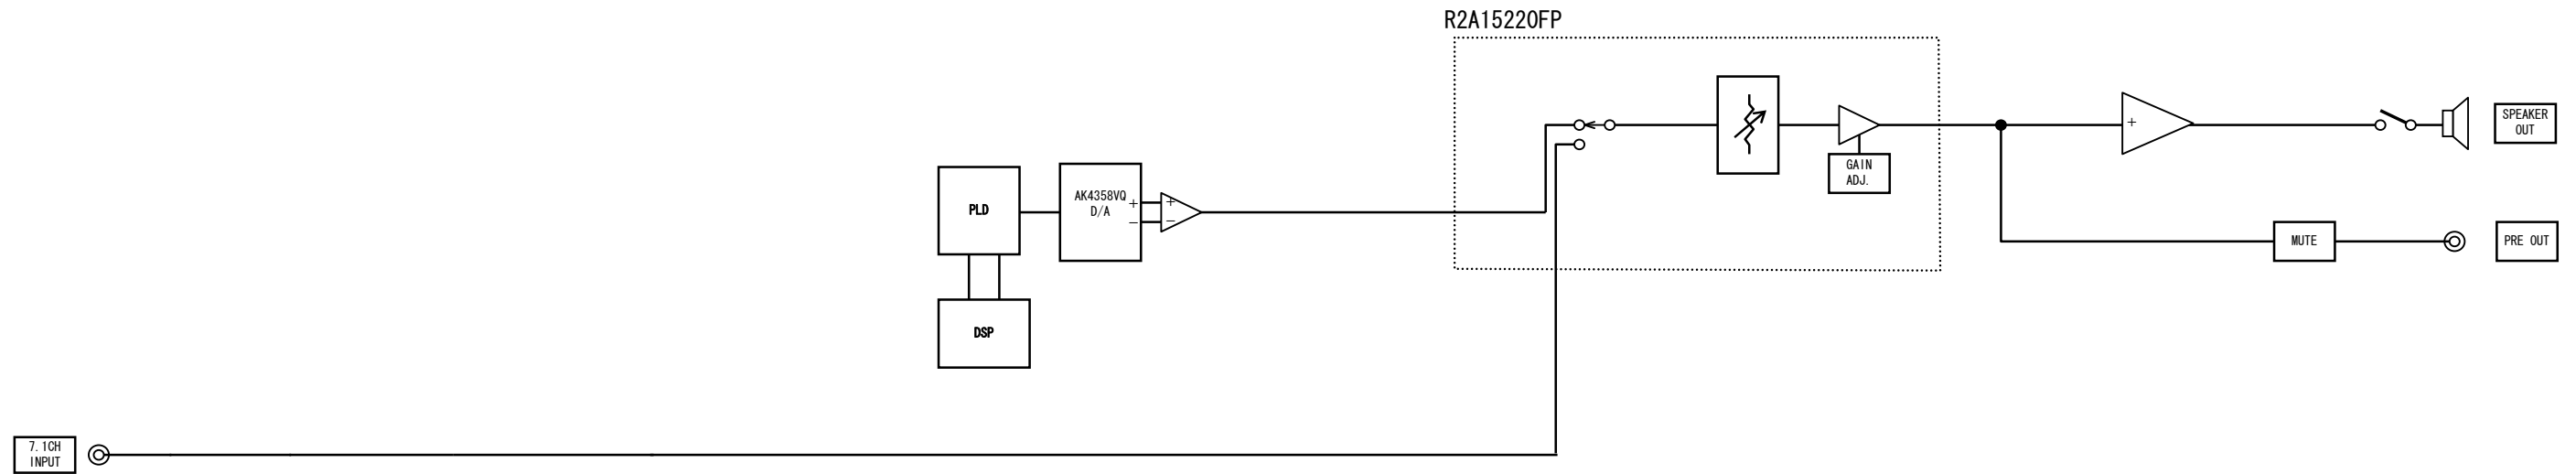 R2A15220FP
SPEAKER
OUT
GAIN
ADJ.
+
PLD
AK4358VQ
D/A
+
−
+
−
MUTE
PRE OUT
DSP
7.1CH
INPUT